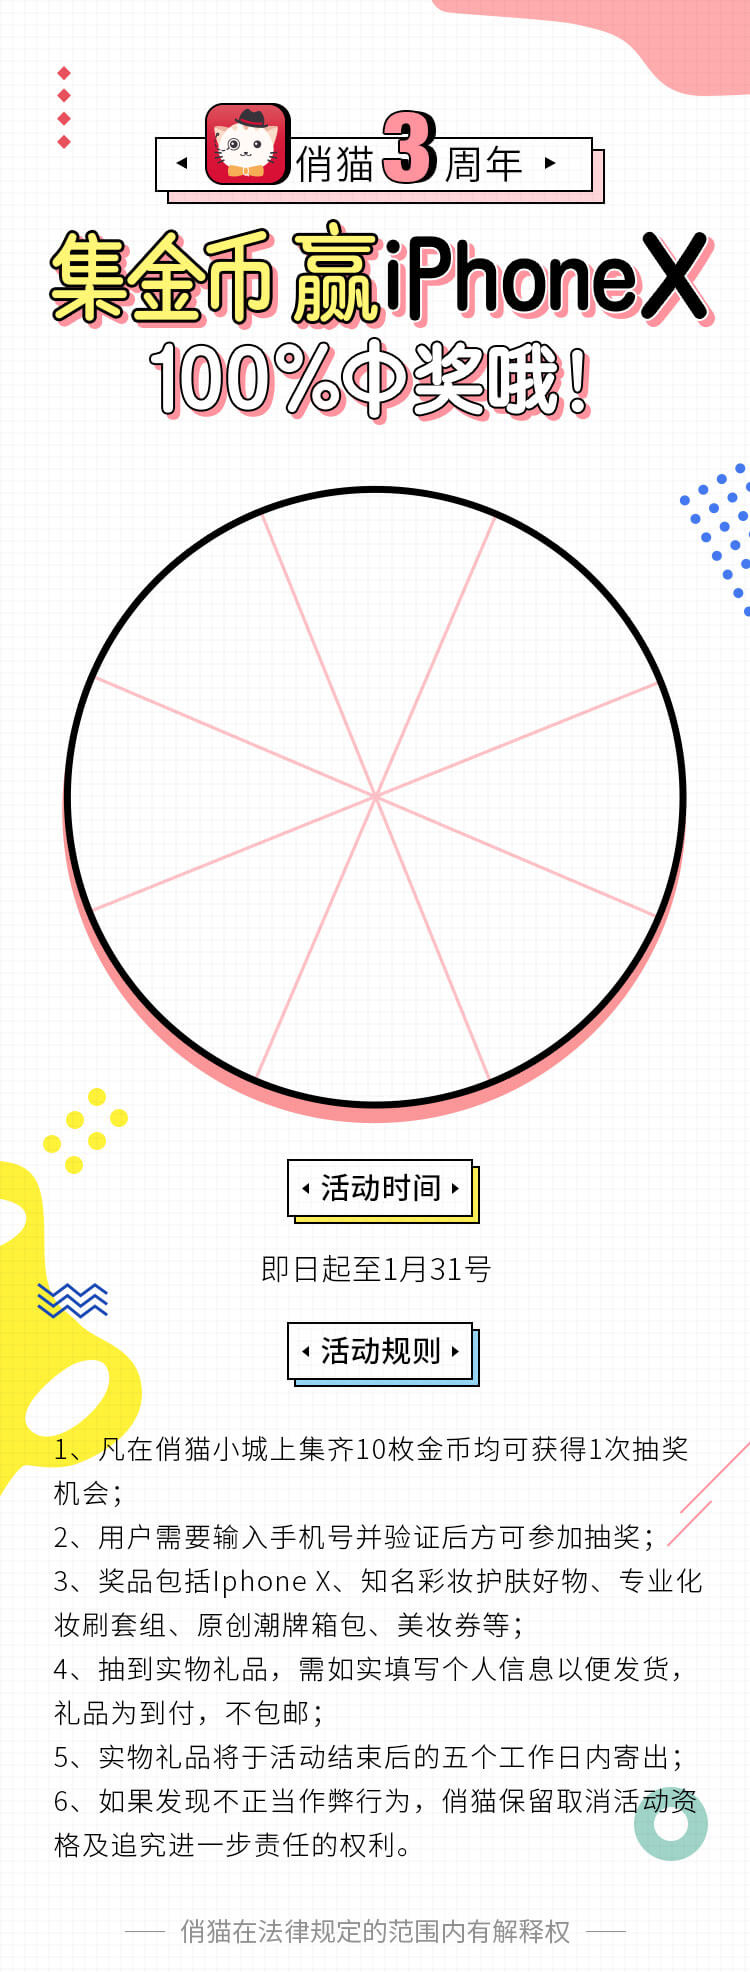 俏猫3周年
集金币 赢iPhoneX
100%中奖哦!
活动时间
即日起至1月31号
活动规则
1、凡在俏猫小城上集齐10枚金币均可获得1次抽奖
机会；
2、用户需要输入手机号并验证后方可参加抽奖；
3、奖品包括Iphone X、知名彩妆护肤好物、专业化
妆刷套组、原创潮牌箱包、美妆券等；
4、抽到实物礼品，需如实填写个人信息以便发货，
礼品为到付，不包邮；
5、实物礼品将于活动结束后的五个工作日内寄出；
6、如果发现不正当作弊行为，俏猫保留取消活动资
格及追究进一步责任的权利。
俏猫在法律规定的范围内有解释权